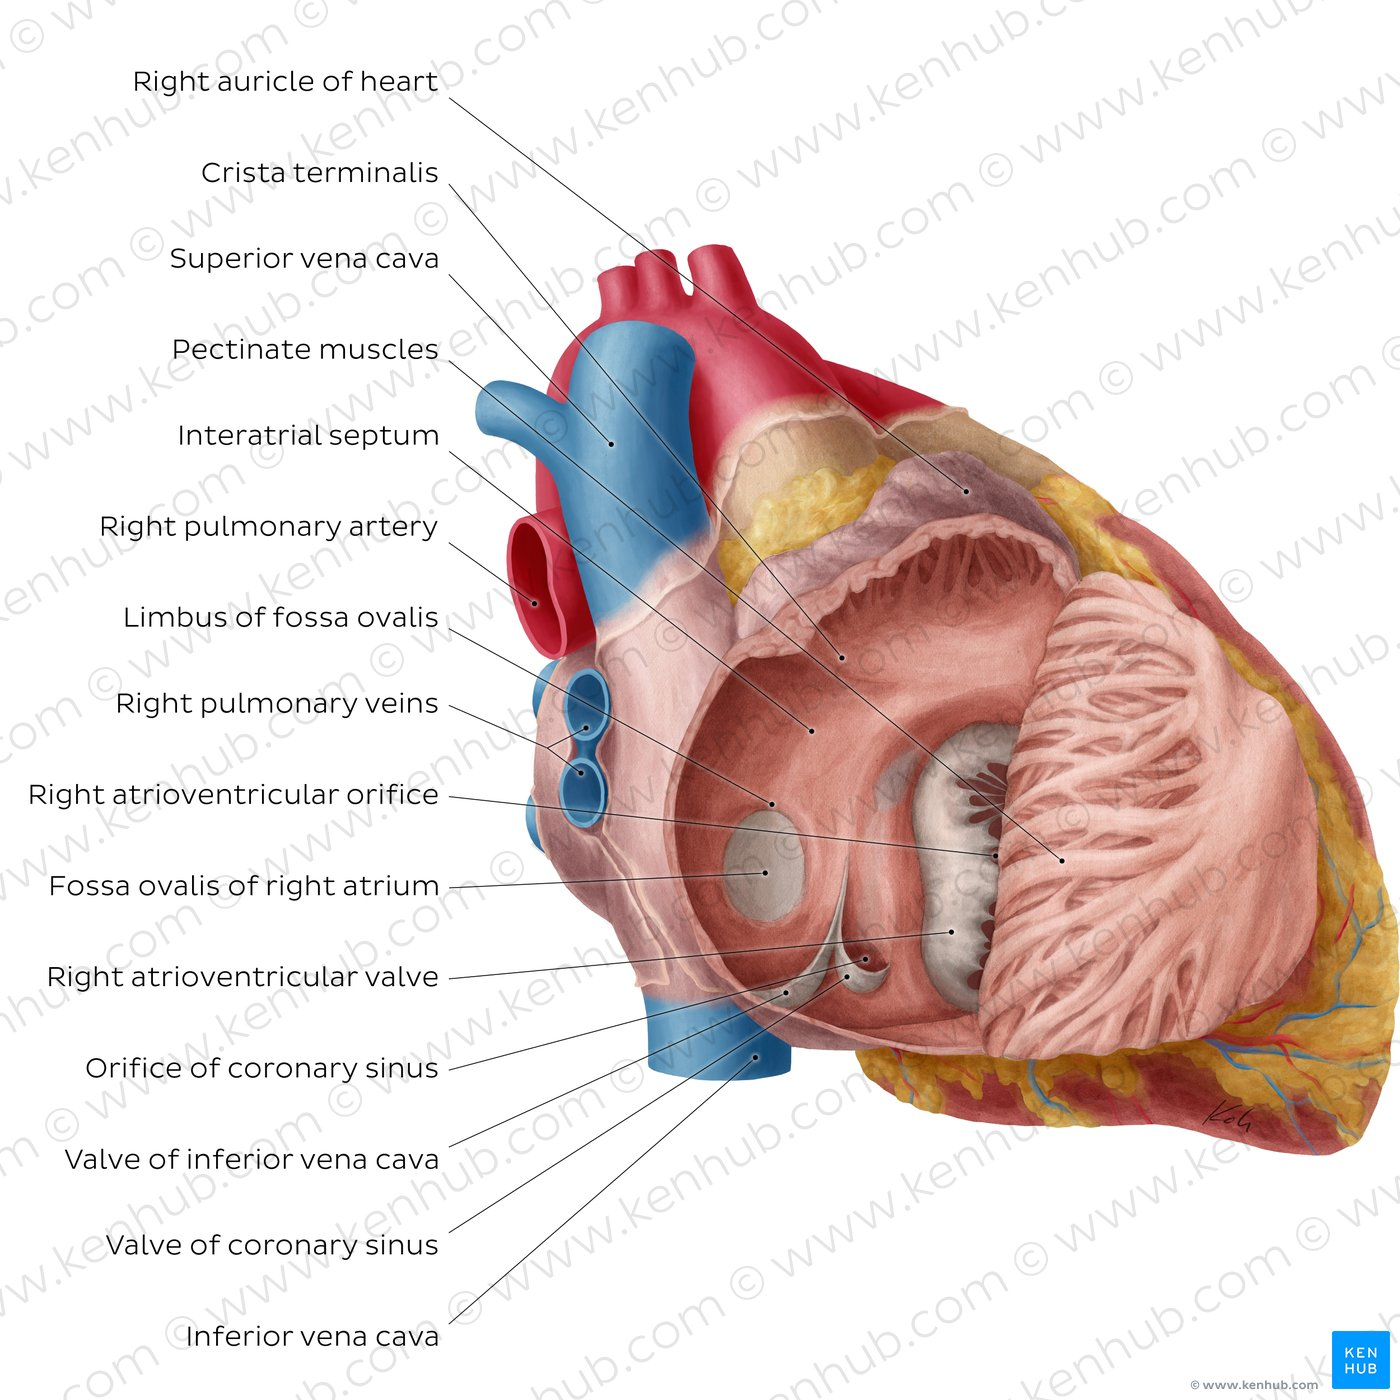 Right auricle of heart
Crista terminalis
Superior vena cava
Pectinate muscles
Interatrial septum
Right pulmonary artery
Limbus of fossa ovalis
Right pulmonary veins
Right atrioventricular orifice
Fossa ovalis of right atrium
Right atrioventricular valve
Orifice of coronary sinus
Valve of inferior vena cava
Valve of coronary sinus
Inferior vena cava
KEN
HUB
© www.kenhub.com